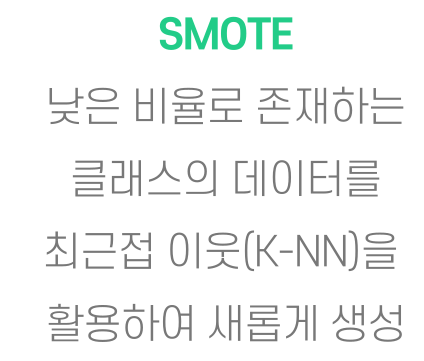 SMOTE
낮은 비율로 존재하는
클래스의 데이터를
최근접 이웃(K-NN)을
활용하여 새롭게 생성